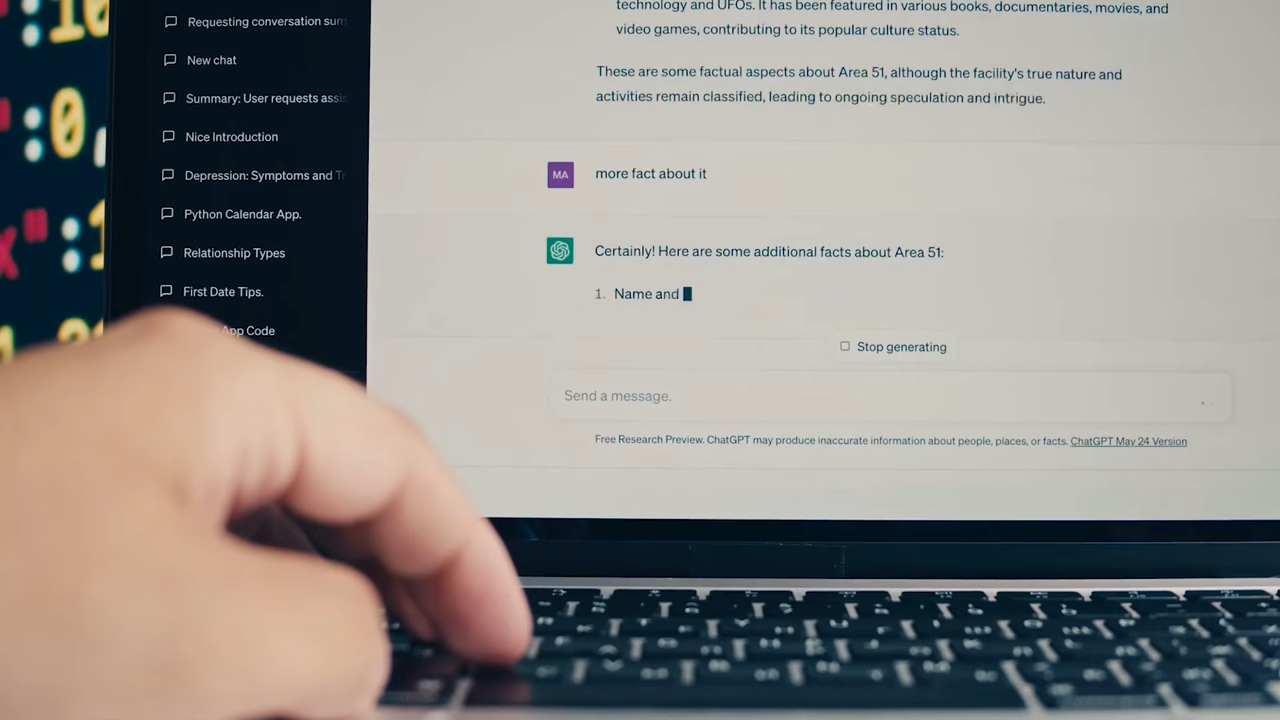 Requesting conversation sum
New chat
Summary: User requests assis
Nice Introduction
Depression: Symptoms and Tr
Python Calendar App.
Relationship Types
First Date Tips.
App Code
technology and UFOs. It has been featured in various books, documentaries, movies, and
video games, contributing to its popular culture status.
These are some factual aspects about Area 51, although the facility's true nature and
activities remain classified, leading to ongoing speculation and intrigue.
MA
more fact about it
Certainly! Here are some additional facts about Area 51:
1. Name and
Stop generating
Send a message.
Free Research Preview. ChatGPT may produce inaccurate information about people, places, or facts. ChatGPT May 24 Version